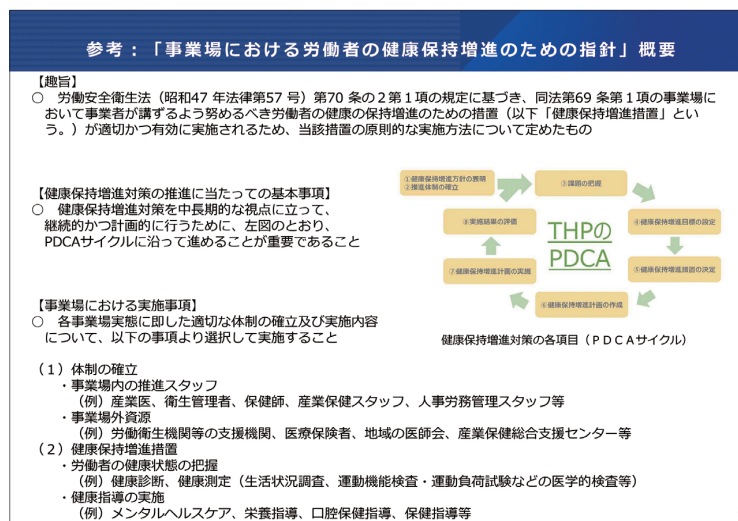 参考：「事業場における労働者の健康保持増進のための指針」概要
【趣旨】
○　労働安全衛生法（昭和47 年法律第57 号）第70 条の２第１項の規定に基づき、同法第69 条第１項の事業場に
おいて事業者が講ずるよう努めるべき労働者の健康の保持増進のための措置（以下「健康保持増進措置」とい
う。）が適切かつ有効に実施されるため、当該措置の原則的な実施方法について定めたもの
【健康保持増進対策の推進に当たっての基本事項】
○　健康保持増進対策を中長期的な視点に立って、
継続的かつ計画的に行うために、左図のとおり、
PDCAサイクルに沿って進めることが重要であること
①健康保持増進方針の表明
②推進体制の確立
③課題の把握
④健康保持増進目標の設定
⑤健康保持増進措置の決定
⑥健康保持増進計画の作成
⑦健康保持増進計画の実施
⑧実施結果の評価
THPの
PDCA
健康保持増進対策の各項目（ＰＤＣＡサイクル）
【事業場における実施事項】
○　各事業場実態に即した適切な体制の確立及び実施内容
について、以下の事項より選択して実施すること
（１）体制の確立
・事業場内の推進スタッフ
（例）産業医、衛生管理者、保健師、産業保健スタッフ、人事労務管理スタッフ等
・事業場外資源
（例）労働衛生機関等の支援機関、医療保険者、地域の医師会、産業保健総合支援センター等
（２）健康保持増進措置
・労働者の健康状態の把握
（例）健康診断、健康測定（生活状況調査、運動機能検査・運動負荷試験などの医学的検査等）
・健康指導の実施
（例）メンタルヘルスケア、栄養指導、口腔保健指導、保健指導等